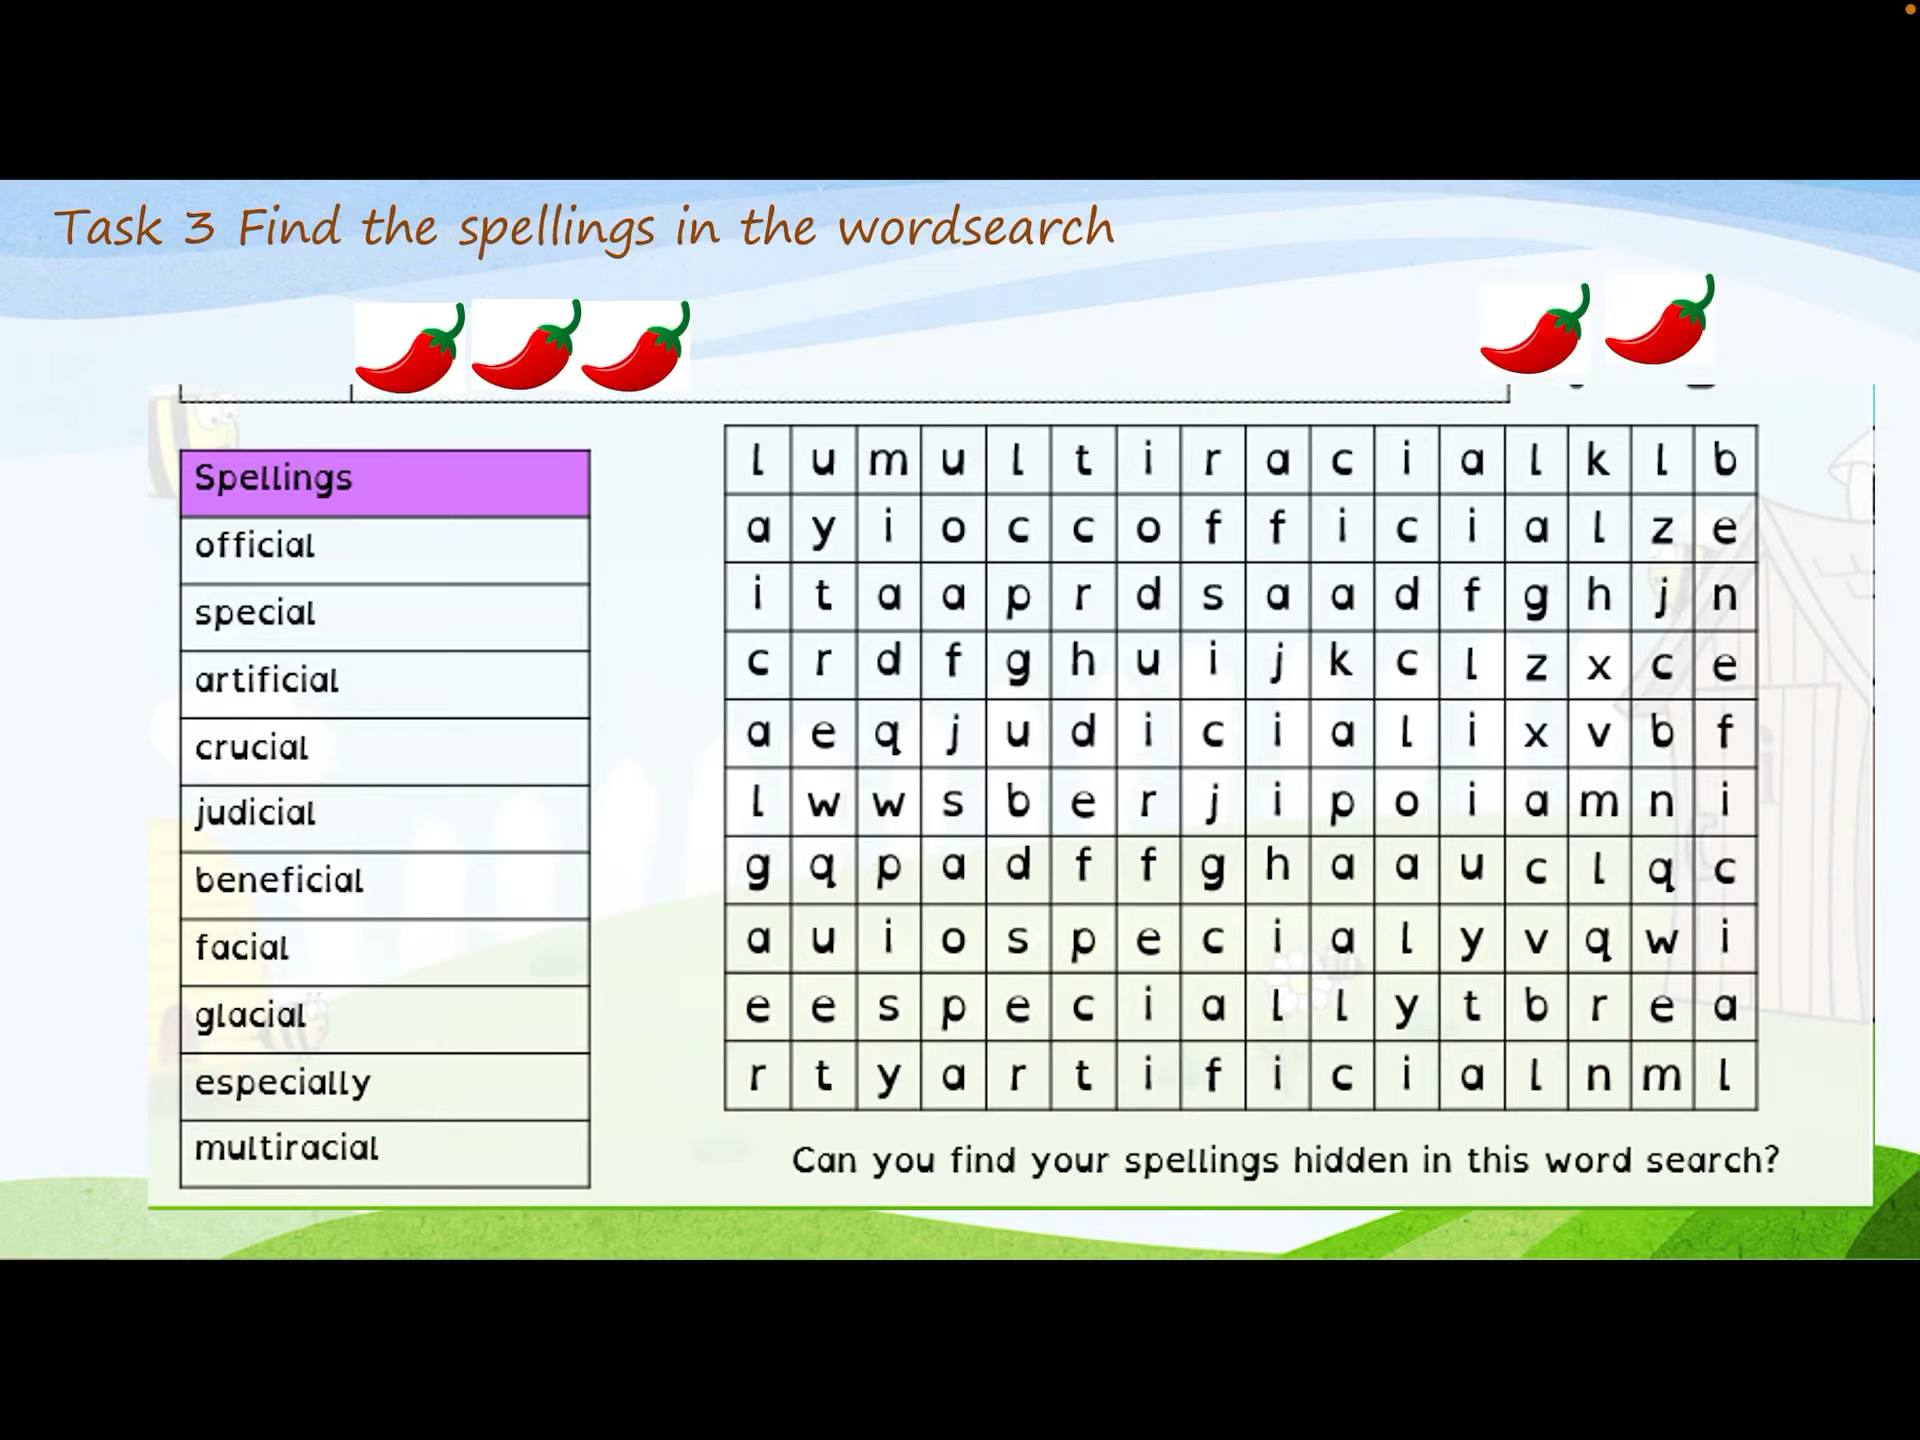 Task 3 Find the spellings in the wordsearch
Spellings
official
special
artificial
crucial
judicial
beneficial
facial
glacial
especially
multiracial
l u m u l t i r a c i a l k l b
a y i o c c o f f i c i a l z e
i t a a p r d s a a d f g h j n
c r d f g h u i j k c l z x c e
a e q j u d i c i a l i x v b f
l w w s b e r j i p o i a m n i
g q p a d f f g h a a u c l q c
a u i o s p e c i a l y v q w i
e e s p e c i a l l y t b r e a
r t y a r t i f i c i a l n m l
Can you find your spellings hidden in this word search?